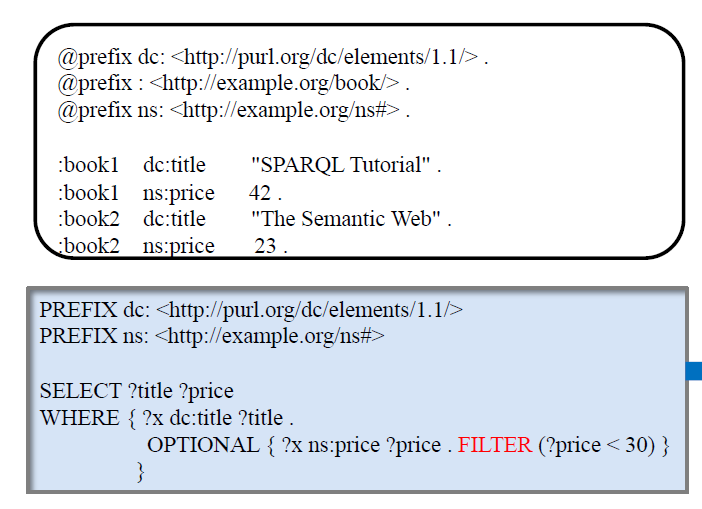 @prefix dc: <http://purl.org/dc/elements/1.1/> .
@prefix : <http://example.org/book/> .
@prefix ns: <http://example.org/ns#> .
:book1 dc:title "SPARQL Tutorial" .
:book1 ns:price 42 .
:book2 dc:title "The Semantic Web" .
:book2 ns:price 23 .
PREFIX dc: <http://purl.org/dc/elements/1.1/>
PREFIX ns: <http://example.org/ns#>
SELECT ?title ?price
WHERE { ?x dc:title ?title .
OPTIONAL { ?x ns:price ?price . FILTER (?price < 30) }
}